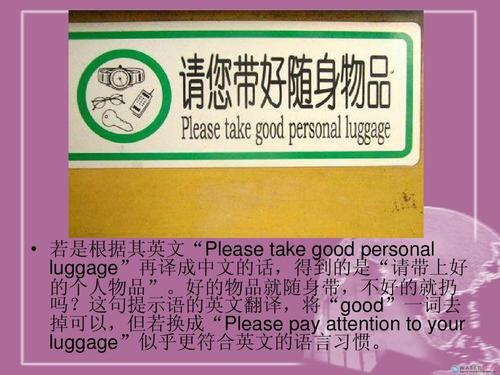 请您带好随身物品
Please take good personal luggage
• 若是根据其英文“Please take good personal
luggage”再译成中文的话，得到的是“请带上好
的个人物品”。好的物品就随身带，不好的就扔
吗？这句提示语的英文翻译，将“good”一词去
掉可以，但若换成“Please pay attention to your
luggage”似乎更符合英文的语言习惯。